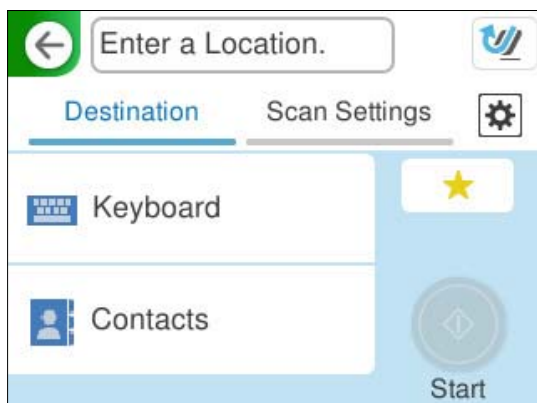 Enter a Location.
Destination Scan Settings
Keyboard
Contacts
Start